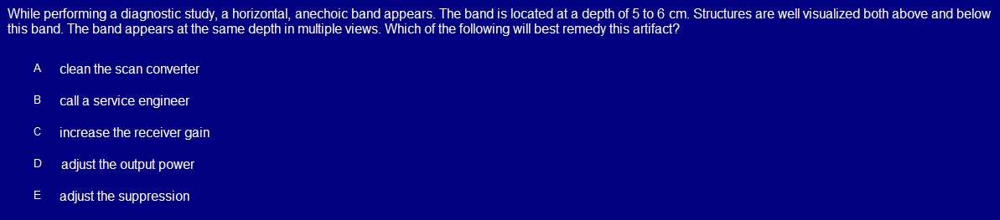 While performing a diagnostic study, a horizontal, anechoic band appears. The band is located at a depth of 5 to 6 cm. Structures are well visualized both above and below
this band. The band appears at the same depth in multiple views. Which of the following will best remedy this artifact?
A clean the scan converter
B call a service engineer
C increase the receiver gain
D adjust the output power
E adjust the suppression